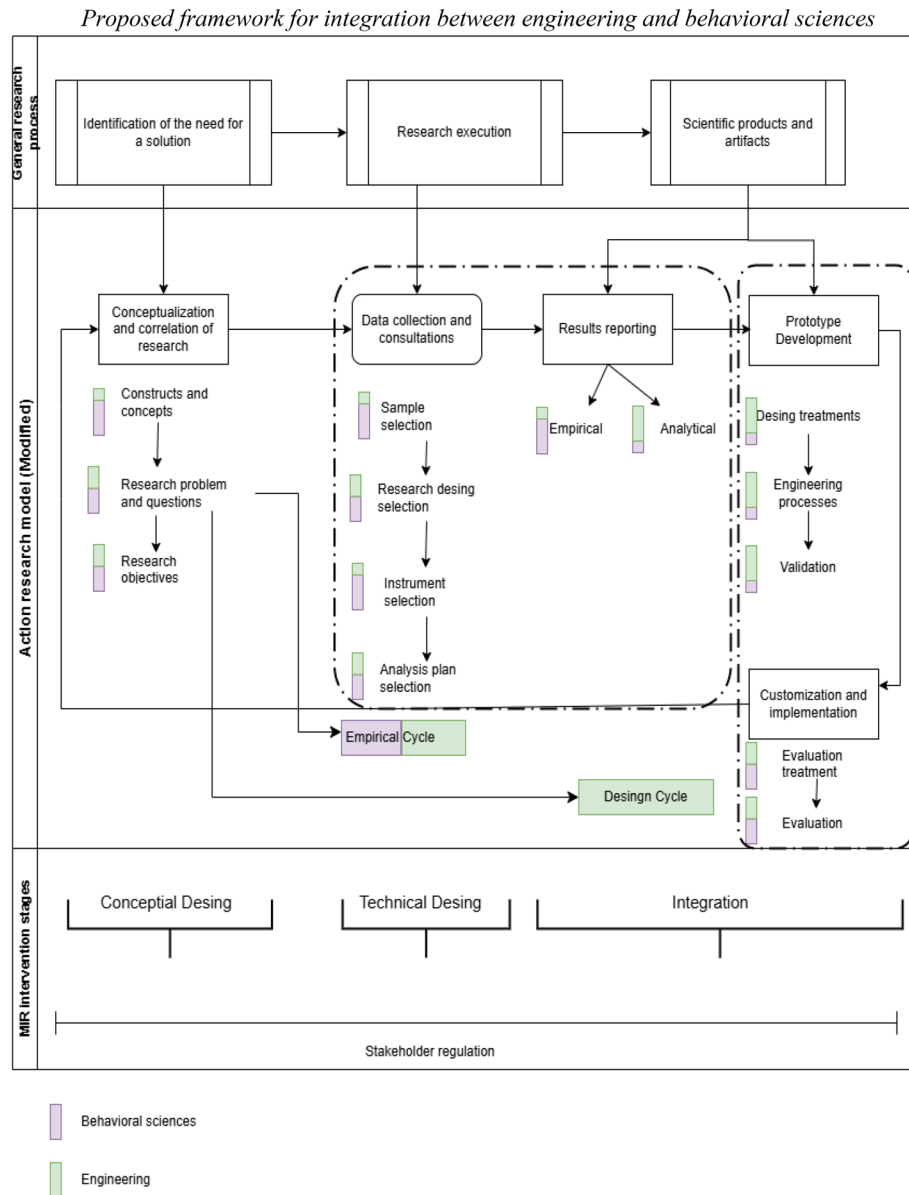 Proposed framework for integration between engineering and behavioral sciences
General research
process
Identification of the need for
a solution
Research execution
Scientific products and
artifacts
Action research model (Modified)
Conceptualization
and correlation of
research
Data collection and
consultations
Results reporting
Prototype
Development
Constructs and
concepts
Research problem
and questions
Research
objectives
Sample
selection
Research desing
selection
Instrument
selection
Analysis plan
selection
Empirical
Analytical
Desing treatments
Engineering
processes
Validation
Customization and
implementation
Evaluation
treatment
Evaluation
Empirical Cycle
Desingn Cycle
MIR intervention stages
Conceptial Desing
Technical Desing
Integration
Stakeholder regulation
Behavioral sciences
Engineering